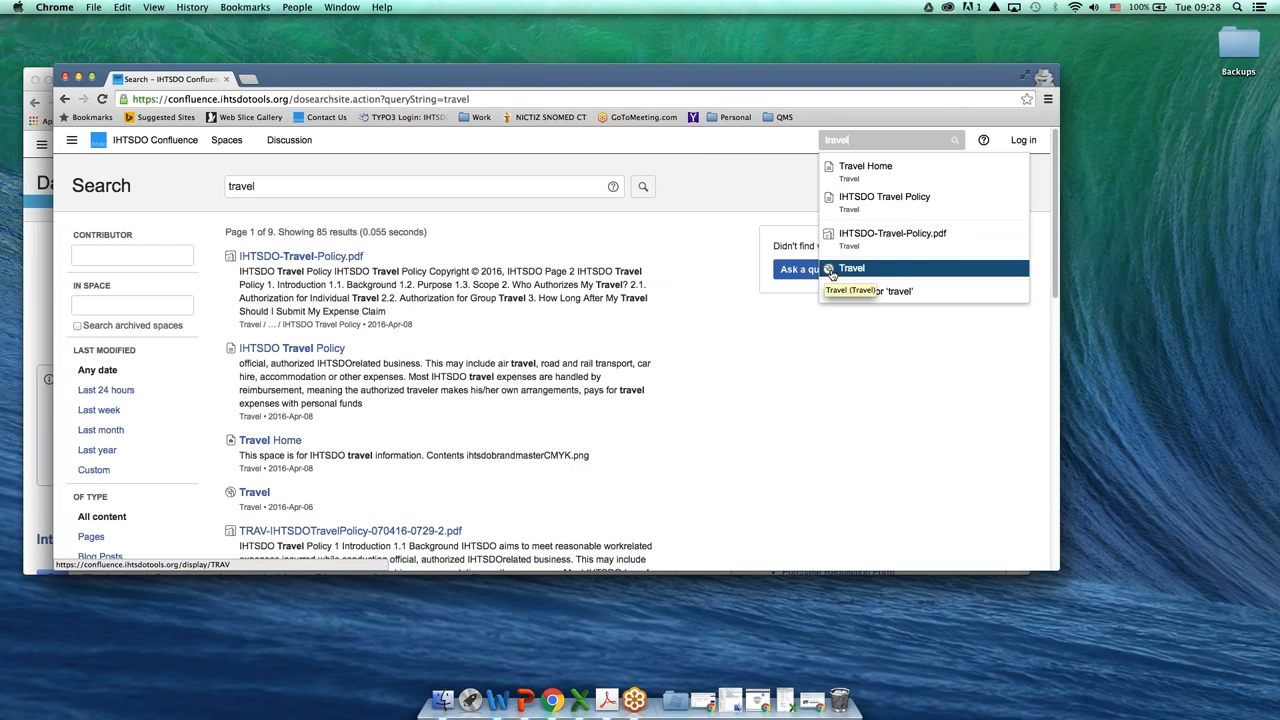 Chrome File Edit View History Bookmarks People Window Help
1 100% Tue 09:28
Backups
Search – IHTSDO Confluen
https://confluence.ihtsdotools.org/dosearchsite.action?queryString=travel
Bookmarks Suggested Sites Web Slice Gallery Contact Us TYPO3 Login: IHTSD Work NICTIZ SNOMED CT GoToMeeting.com Personal QMS
Ap
IHTSDO Confluence Spaces Discussion travel Log in
Travel Home
Travel
IHTSDO Travel Policy
Travel
IHTSDO-Travel-Policy.pdf
Travel
Travel
Travel (Travel) or 'travel'
Da
Search travel
CONTRIBUTOR
IN SPACE
Search archived spaces
LAST MODIFIED
Any date
Last 24 hours
Last week
Last month
Last year
Custom
OF TYPE
All content
Pages
Blog Posts
Page 1 of 9. Showing 85 results (0.055 seconds)
IHTSDO-Travel-Policy.pdf
IHTSDO Travel Policy IHTSDO Travel Policy Copyright © 2016, IHTSDO Page 2 IHTSDO Travel
Policy 1. Introduction 1.1. Background 1.2. Purpose 1.3. Scope 2. Who Authorizes My Travel? 2.1.
Authorization for Individual Travel 2.2. Authorization for Group Travel 3. How Long After My Travel
Should I Submit My Expense Claim
Travel / ... / IHTSDO Travel Policy • 2016-Apr-08
IHTSDO Travel Policy
official, authorized IHTSDOrelated business. This may include air travel, road and rail transport, car
hire, accommodation or other expenses. Most IHTSDO travel expenses are handled by
reimbursement, meaning the authorized traveler makes his/her own arrangements, pays for travel
expenses with personal funds
Travel • 2016-Apr-08
Travel Home
This space is for IHTSDO travel information. Contents ihtsdobrandmasterCMYK.png
Travel • 2016-Apr-08
Travel
Travel • 2016-Apr-06
TRAV-IHTSDOTravelPolicy-070416-0729-2.pdf
IHTSDO Travel Policy 1 Introduction 1.1 Background IHTSDO aims to meet reasonable workrelated
official, authorized IHTSDOrelated business. This may include
Didn't find
Ask a qu
Int
https://confluence.ihtsdotools.org/display/TRAV